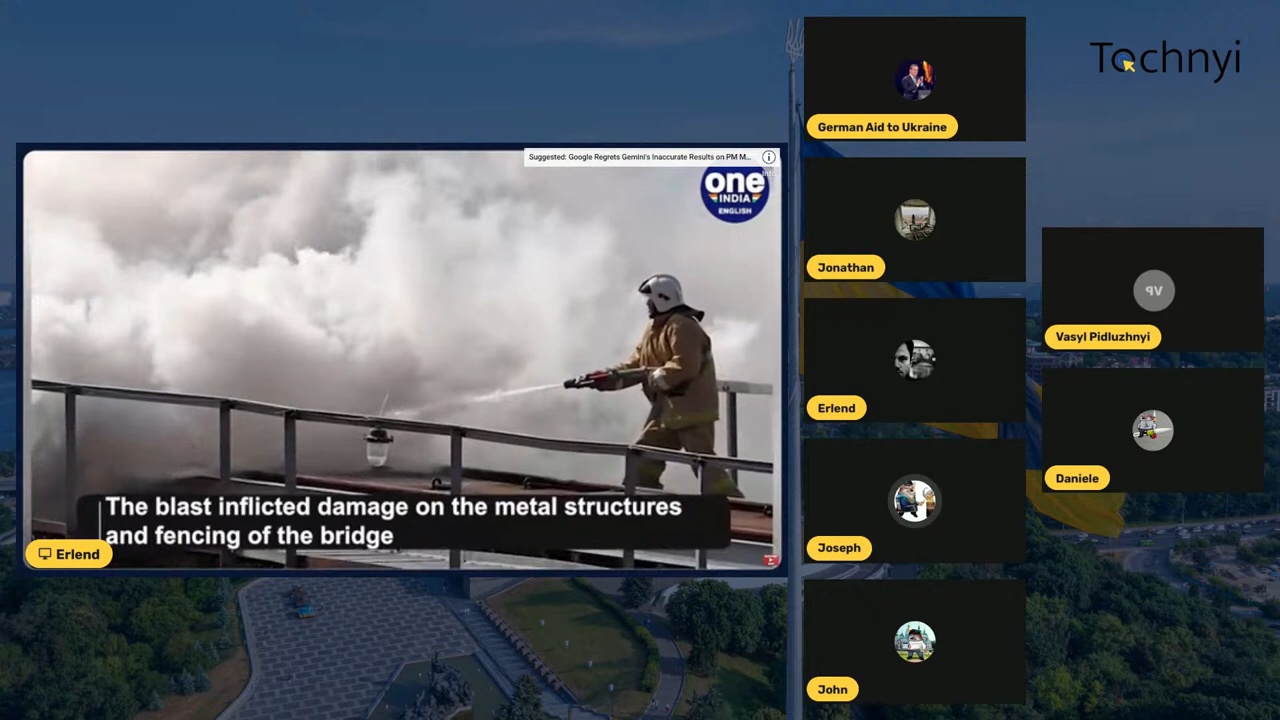 Suggested: Google Regrets Gemini's Inaccurate Results on PM M...
Info
one
INDIA
ENGLISH
The blast inflicted damage on the metal structures
and fencing of the bridge
Erlend
German Aid to Ukraine
Jonathan
Erlend
Joseph
John
Technyi
VP
Vasyl Pidluzhnyi
Daniele